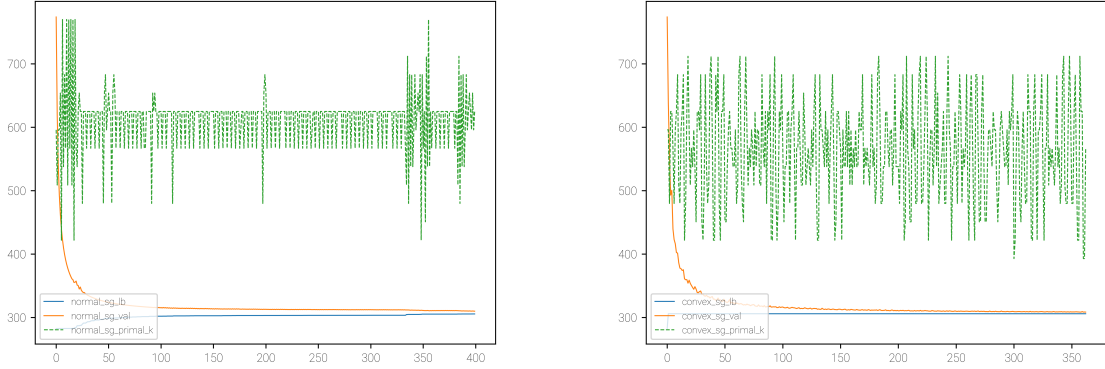 700
600
500
400
300
normal_sg_lb
normal_sg_val
normal_sg_primal_k
0 50 100 150 200 250 300 350 400
700
600
500
400
300
convex_sg_lb
convex_sg_val
convex_sg_primal_k
0 50 100 150 200 250 300 350